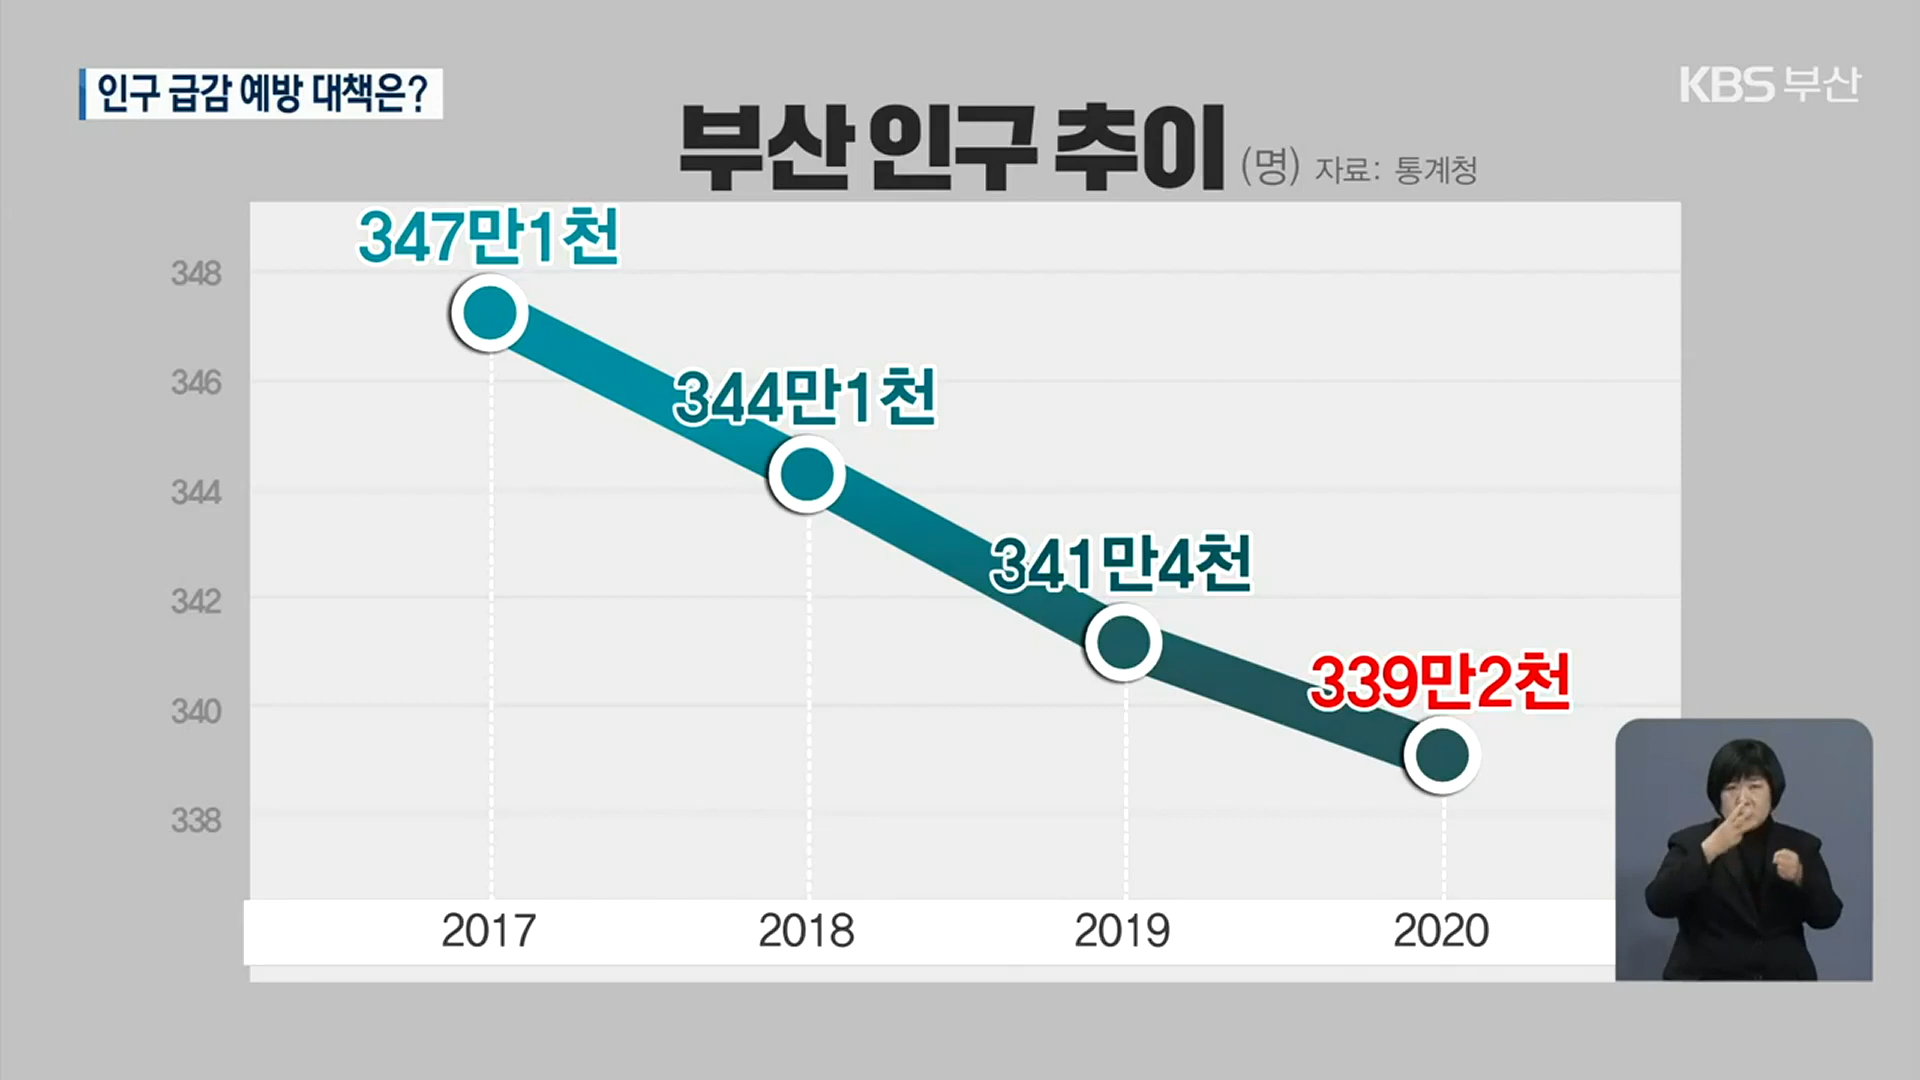 인구 급감 예방 대책은?
KBS 부산
부산 인구 추이 (명) 자료: 통계청
347만1천
348
346
344만1천
344
341만4천
342
339만2천
340
338
2017 2018 2019 2020